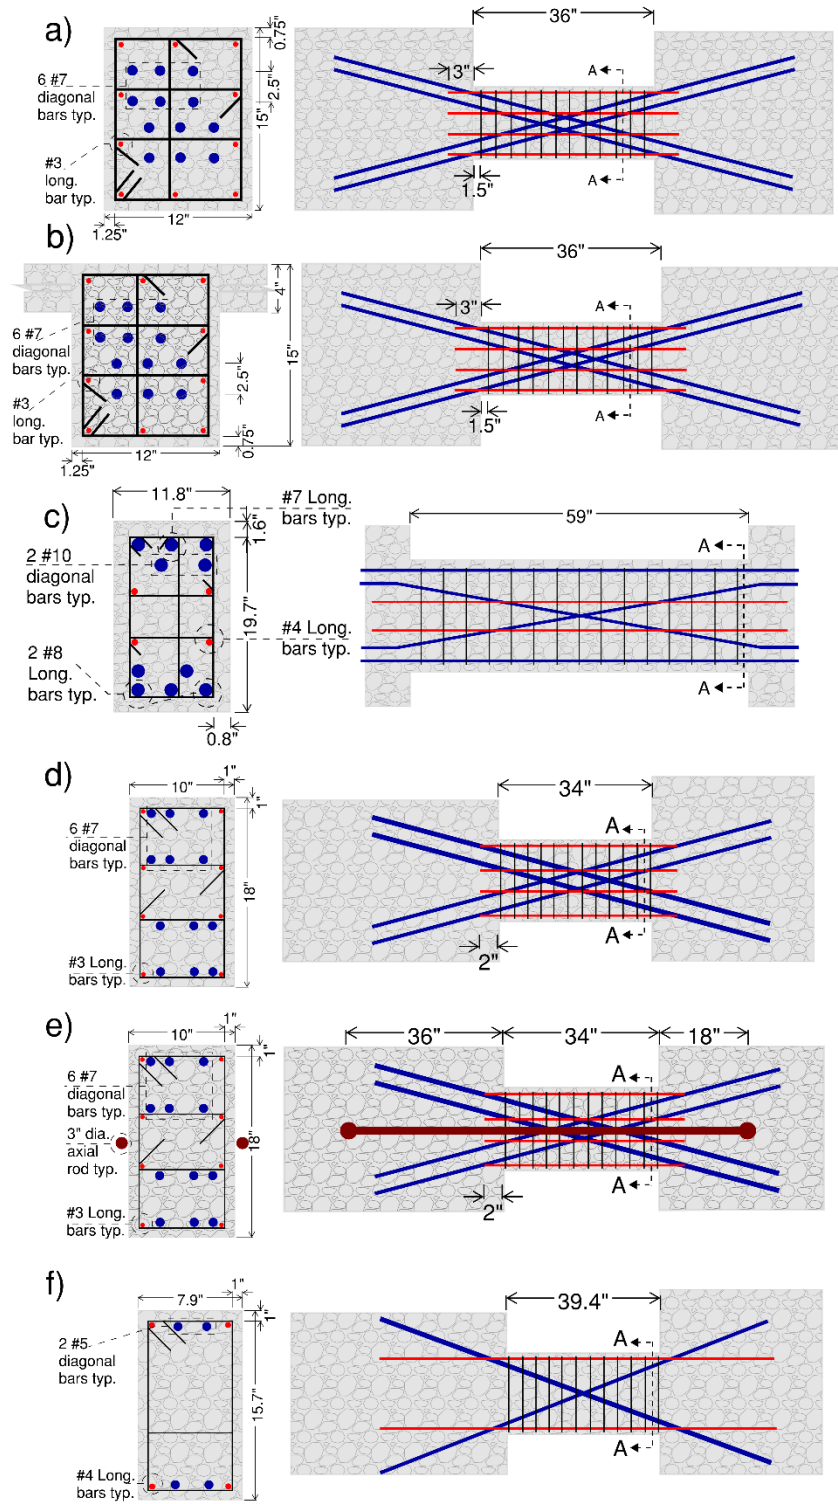 a)
36"
0.75"
3"
A
6 #7
diagonal
bars typ.
2.5"
15"
#3
long.
bar typ.
A
1.5"
12"
1.25"
b)
36"
4"
3"
A
6 #7
diagonal
bars typ.
15"
2.5"
#3
long.
bar typ.
A
1.5"
0.75"
12"
1.25"
c)
11.8"
#7 Long.
bars typ.
59"
1.6"
A
2 #10
diagonal
bars typ.
19.7"
#4 Long.
bars typ.
2 #8
Long.
bars typ.
A
0.8"
d)
10"
1"
1"
34"
A
6 #7
diagonal
bars typ.
18"
A
#3 Long.
bars typ.
2"
e)
10"
1"
1"
36"
34"
18"
A
6 #7
diagonal
bars typ.
3" dia.
axial
rod typ.
18"
A
#3 Long.
bars typ.
2"
f)
7.9"
1"
1"
39.4"
A
2 #5
diagonal
bars typ.
15.7"
A
#4 Long.
bars typ.